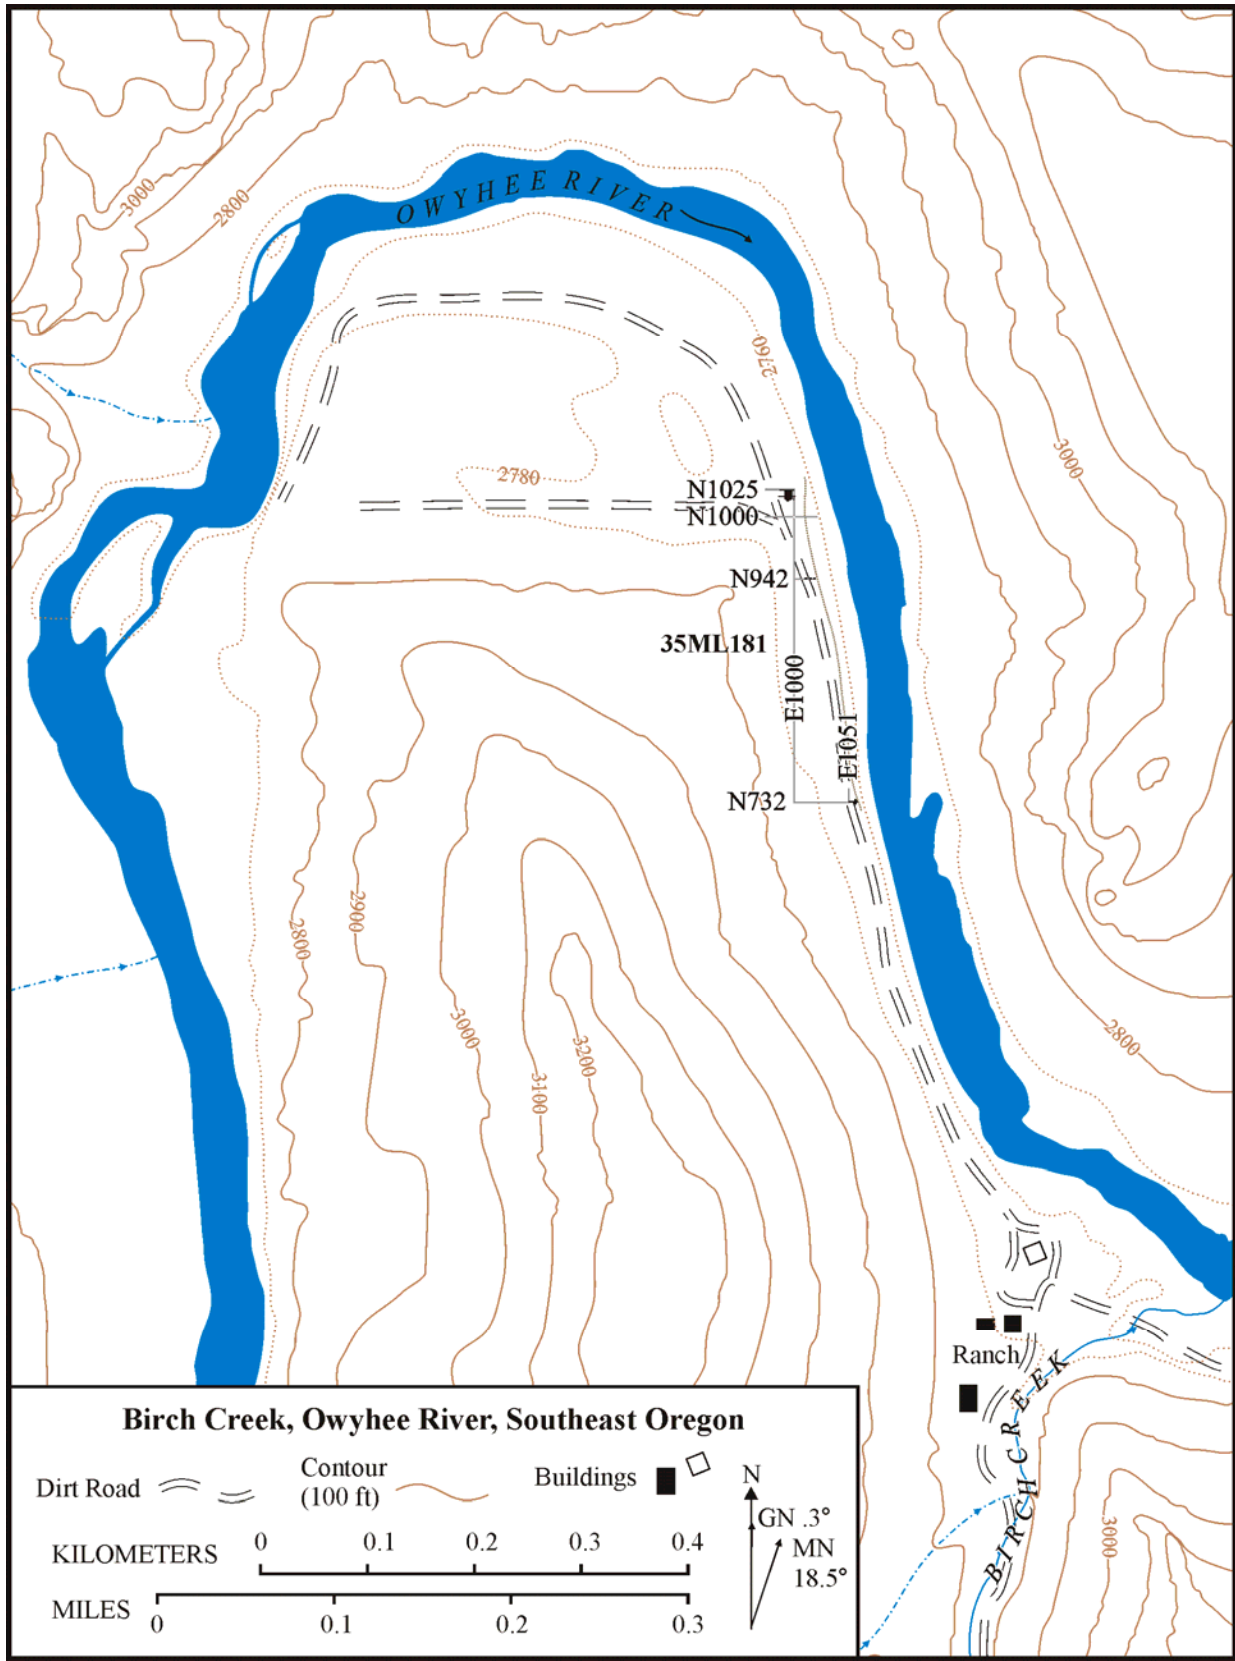 3000
2800
OWYHEE RIVER
2760
3000
2780
N1025
N1000
N942
35ML181
E1000
E1051
N732
2900
2800
3000
3200
3100
2800
Ranch
BIRCH CREEK
3000
Birch Creek, Owyhee River, Southeast Oregon
Dirt Road
Contour
(100 ft)
Buildings
N
GN .3°
MN
18.5°
KILOMETERS
0 0.1 0.2 0.3 0.4
MILES
0 0.1 0.2 0.3